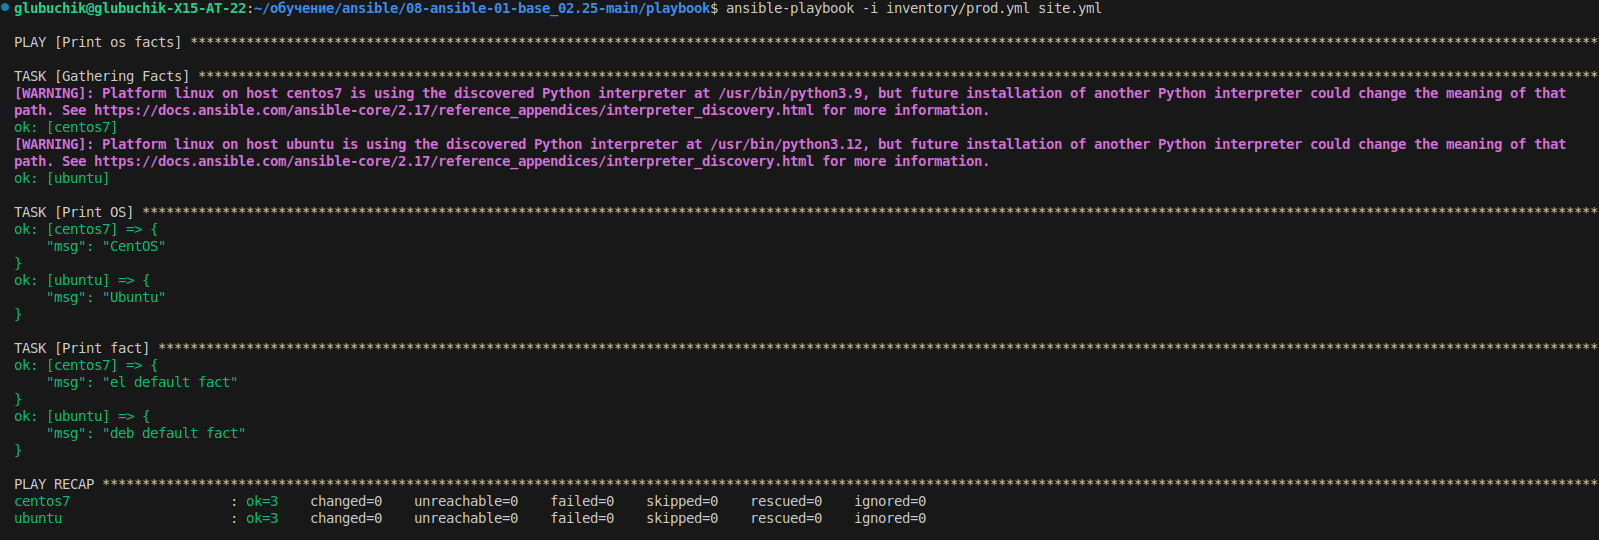 glubuchik@glubuchik-X15-AT-22:~/обучение/ansible/08-ansible-01-base_02.25-main/playbook$ ansible-playbook -i inventory/prod.yml site.yml
PLAY [Print os facts] ****************************************************************************************************************************************************************************
TASK [Gathering Facts] ***************************************************************************************************************************************************************************
[WARNING]: Platform linux on host centos7 is using the discovered Python interpreter at /usr/bin/python3.9, but future installation of another Python interpreter could change the meaning of that
path. See https://docs.ansible.com/ansible-core/2.17/reference_appendices/interpreter_discovery.html for more information.
ok: [centos7]
[WARNING]: Platform linux on host ubuntu is using the discovered Python interpreter at /usr/bin/python3.12, but future installation of another Python interpreter could change the meaning of that
path. See https://docs.ansible.com/ansible-core/2.17/reference_appendices/interpreter_discovery.html for more information.
ok: [ubuntu]
TASK [Print OS] **********************************************************************************************************************************************************************************
ok: [centos7] => {
    "msg": "CentOS"
}
ok: [ubuntu] => {
    "msg": "Ubuntu"
}
TASK [Print fact] ********************************************************************************************************************************************************************************
ok: [centos7] => {
    "msg": "el default fact"
}
ok: [ubuntu] => {
    "msg": "deb default fact"
}
PLAY RECAP ***************************************************************************************************************************************************************************************
centos7                    : ok=3    changed=0    unreachable=0    failed=0    skipped=0    rescued=0    ignored=0
ubuntu                     : ok=3    changed=0    unreachable=0    failed=0    skipped=0    rescued=0    ignored=0